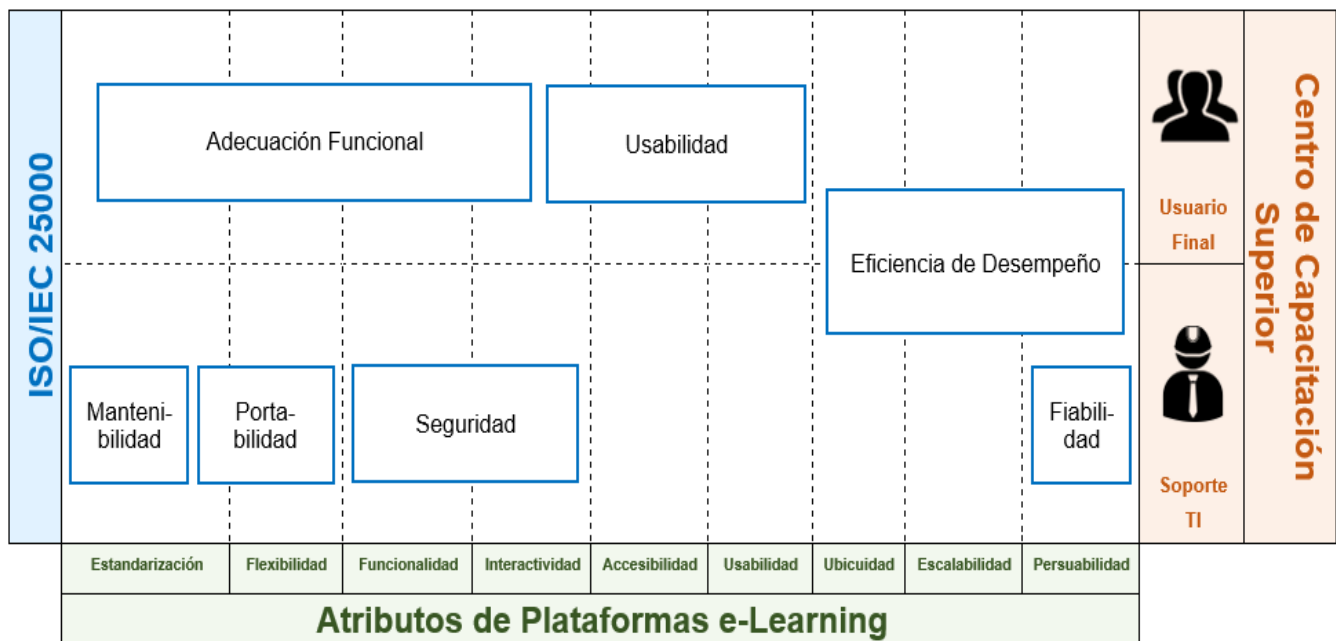 ISO/IEC 25000
Adecuación Funcional
Usabilidad
Eficiencia de Desempeño
Manteni-
bilidad
Porta-
bilidad
Seguridad
Fiabili-
dad
Usuario
Final
Soporte
TI
Centro de Capacitación
Superior
Estandarización
Flexibilidad
Funcionalidad
Interactividad
Accesibilidad
Usabilidad
Ubicuidad
Escalabilidad
Persuabilidad
Atributos de Plataformas e-Learning